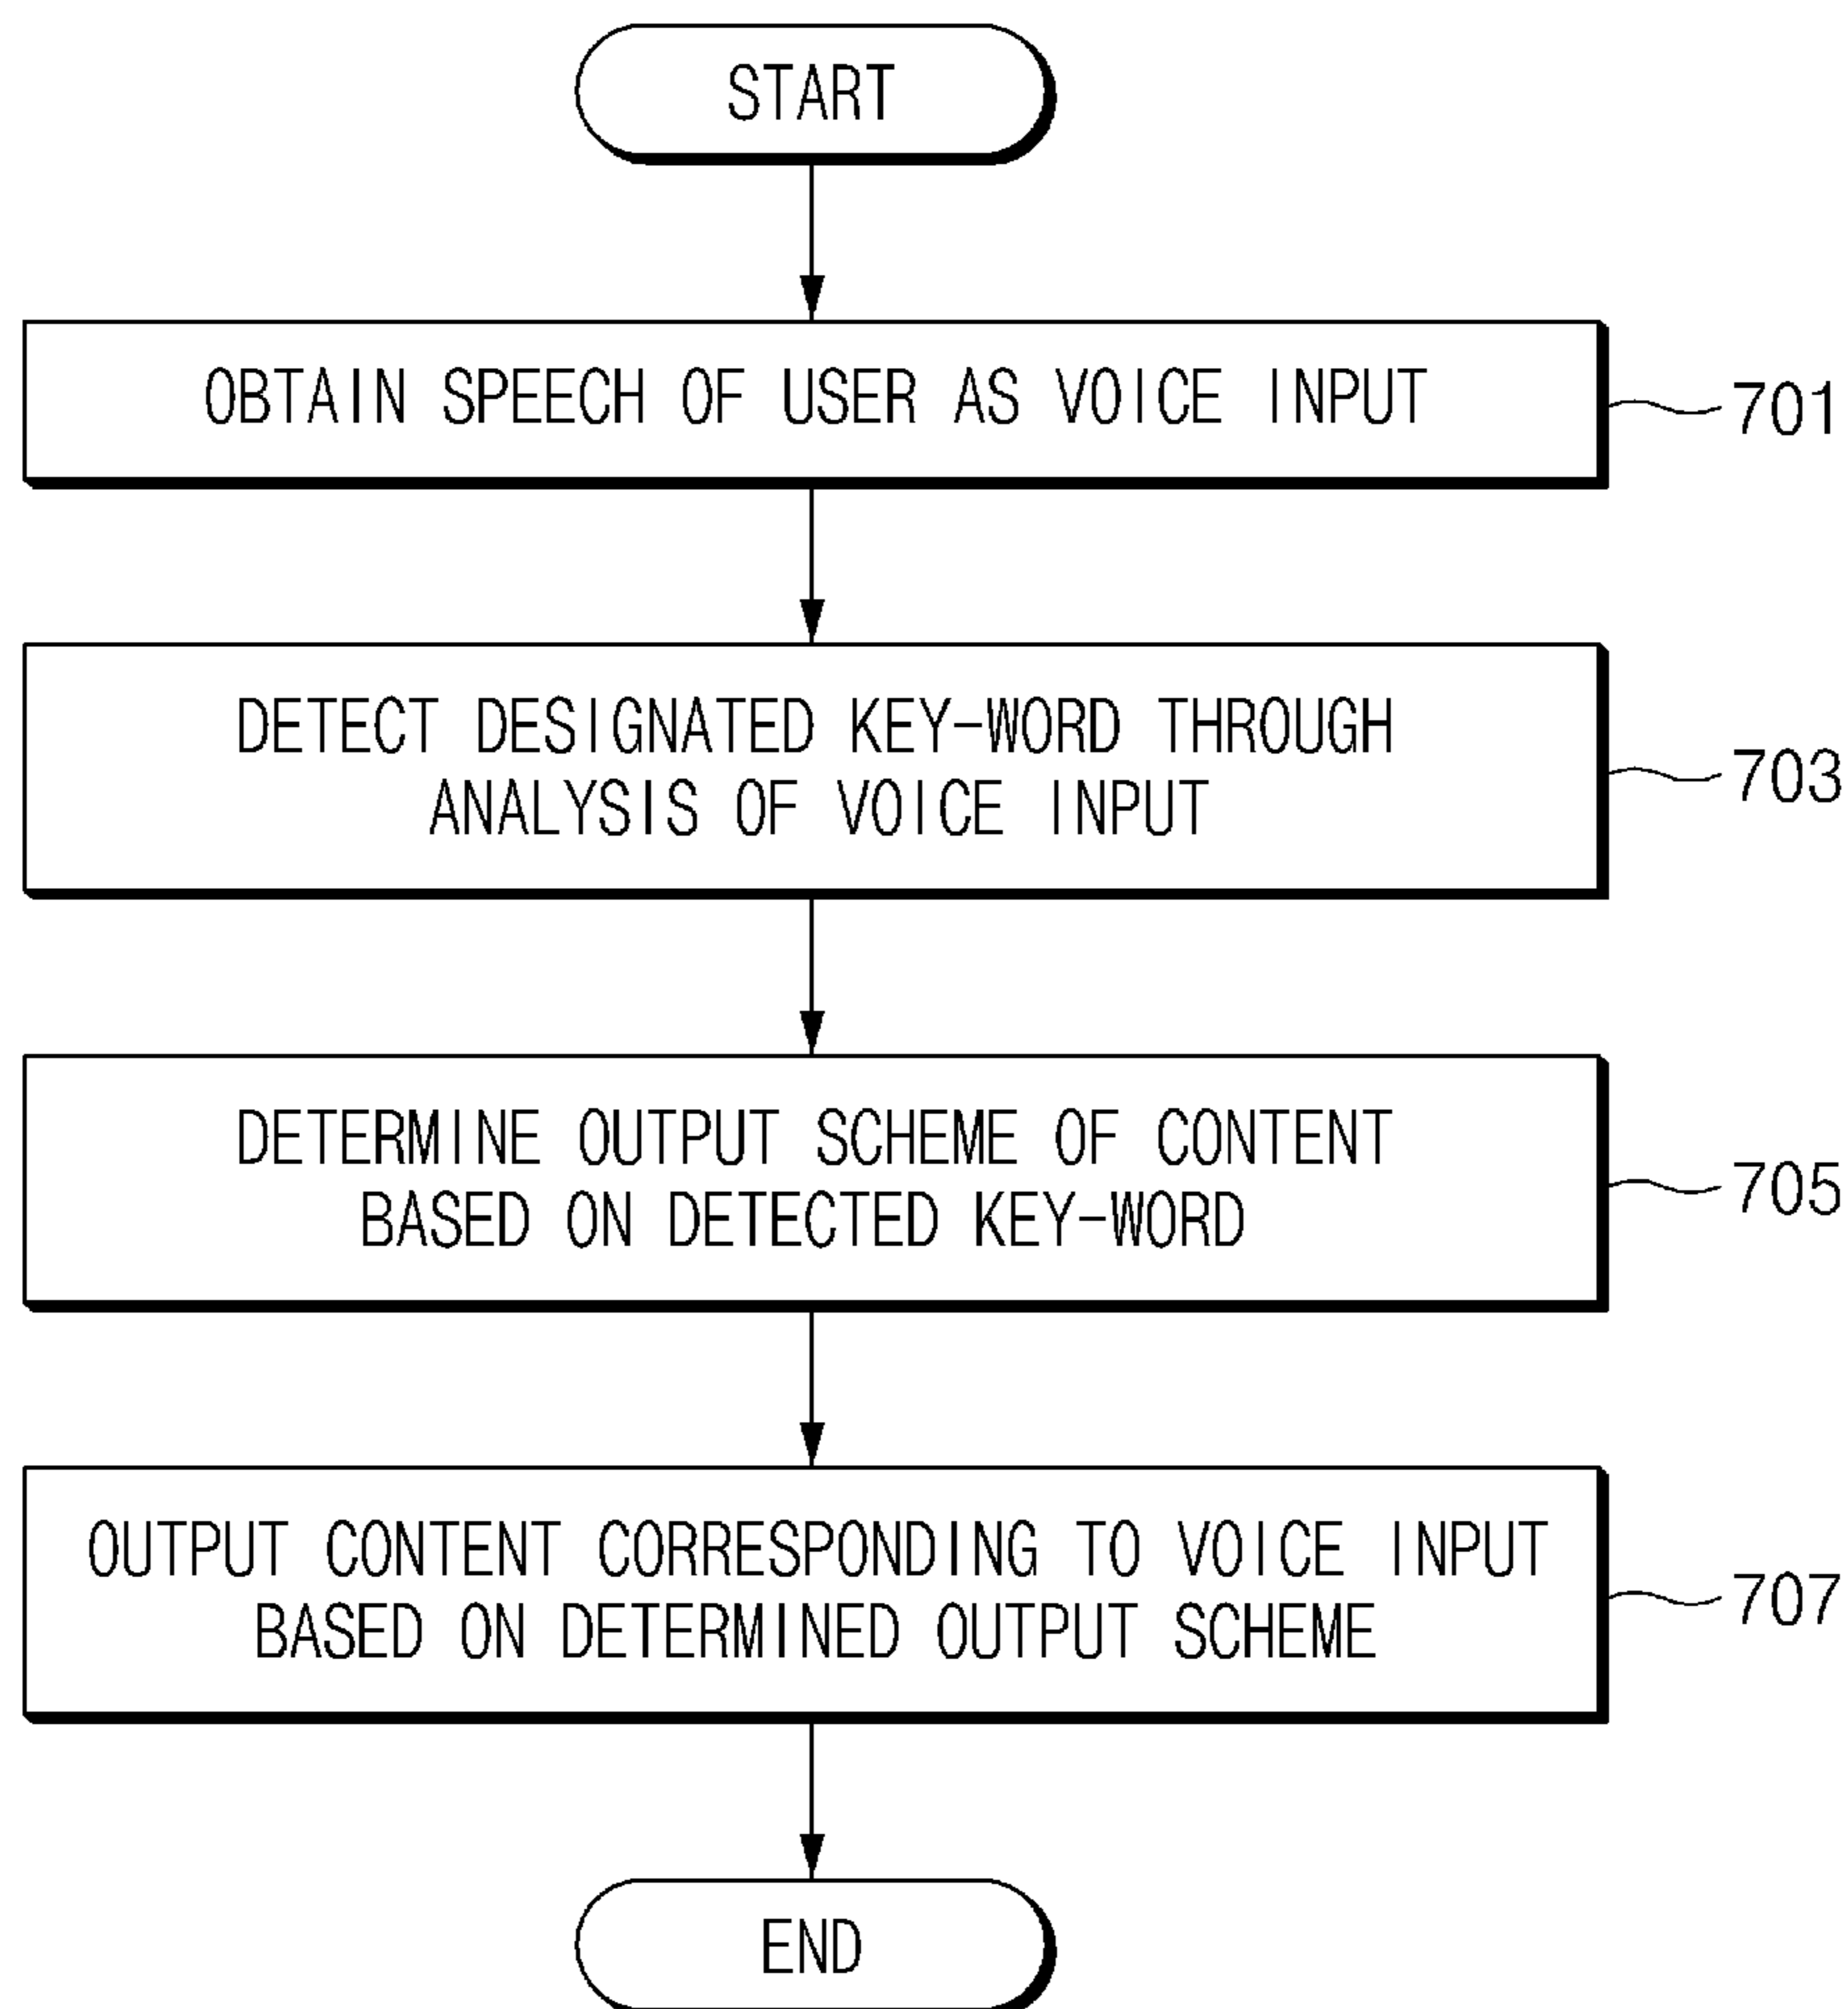 START
OBTAIN SPEECH OF USER AS VOICE INPUT
701
DETECT DESIGNATED KEY-WORD THROUGH
ANALYSIS OF VOICE INPUT
703
DETERMINE OUTPUT SCHEME OF CONTENT
BASED ON DETECTED KEY-WORD
705
OUTPUT CONTENT CORRESPONDING TO VOICE INPUT
BASED ON DETERMINED OUTPUT SCHEME
707
END